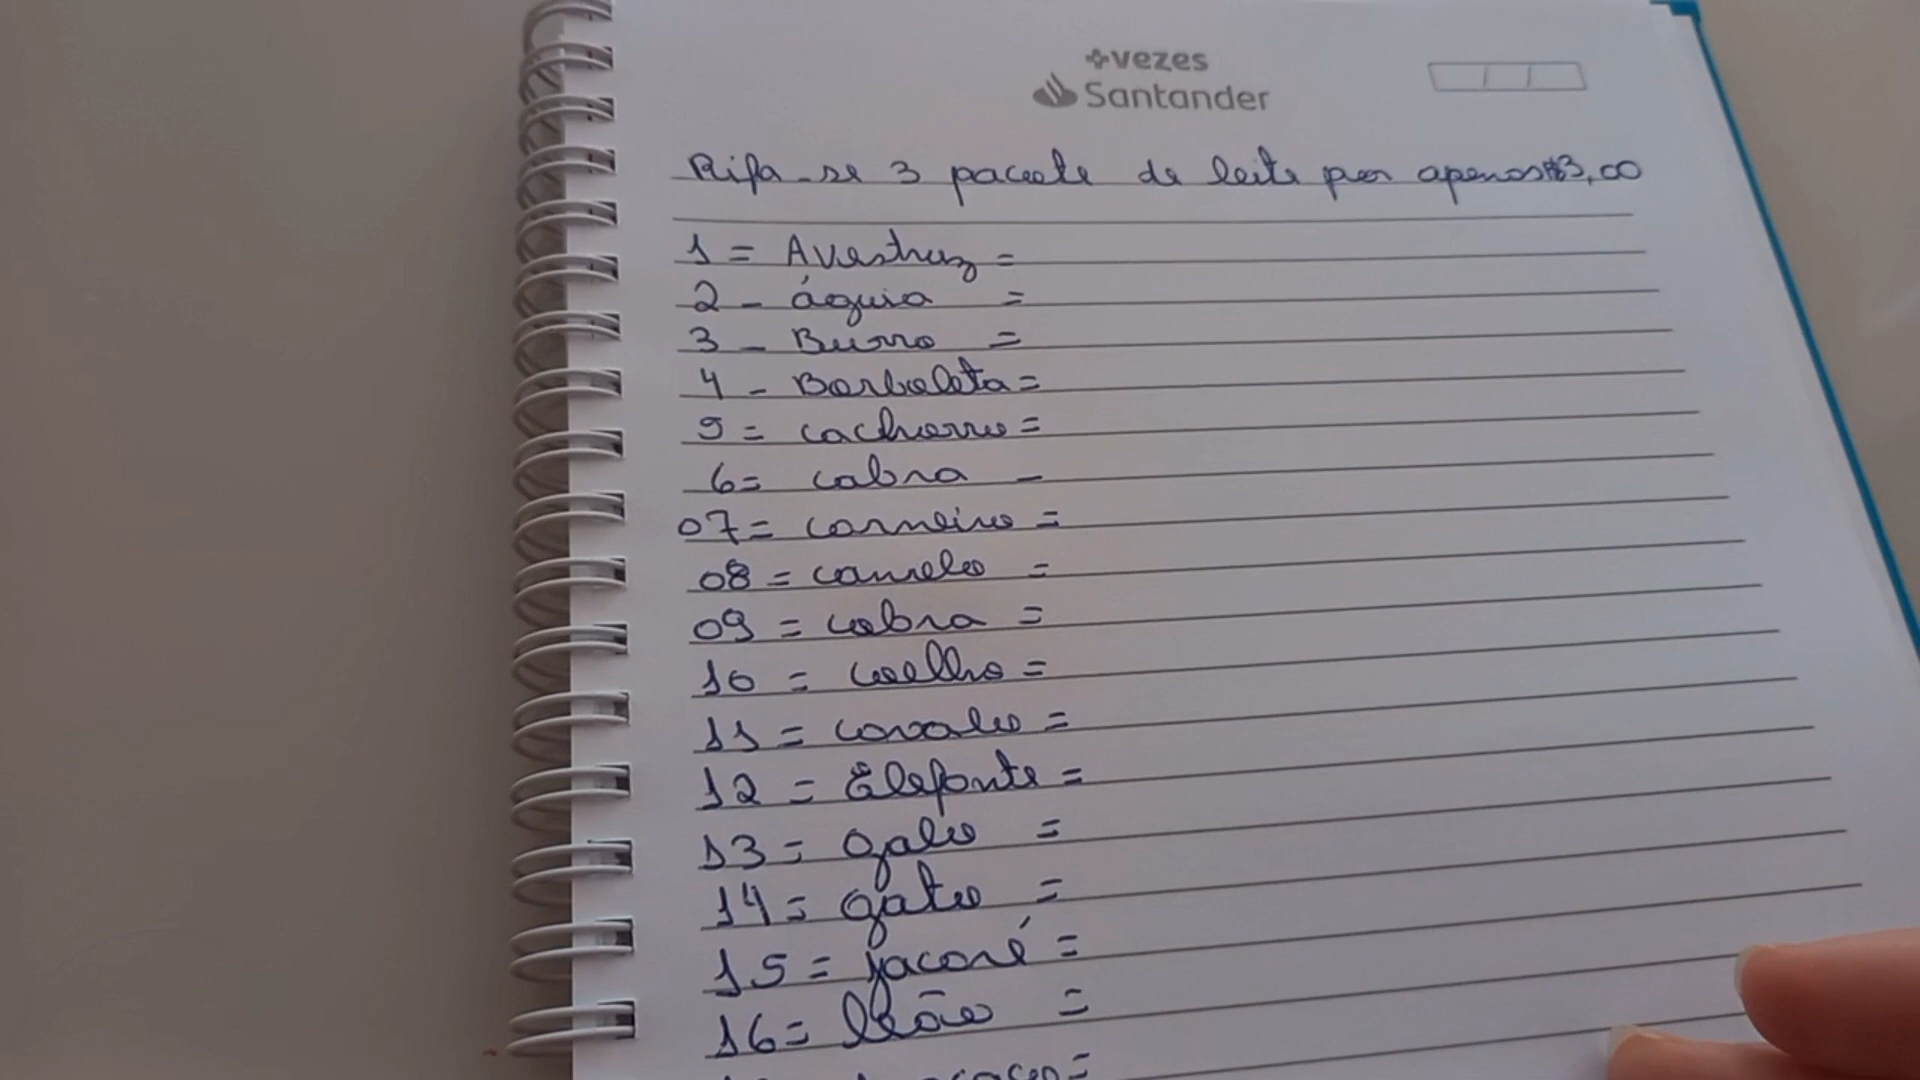 +vezes
Santander
Rifa-se 3 pacote de leite por apenas R$3,00
1 = Avestruz =
2 - águia =
3 - Burro =
4 - Borboleta =
5 = cachorro =
6 = cabra -
07 = carneiro =
08 = camelo =
09 = cobra =
10 = coelho =
11 = cavalo =
12 = Elefante =
13 = galo =
14 = gato =
15 = jacaré =
16 = leão =